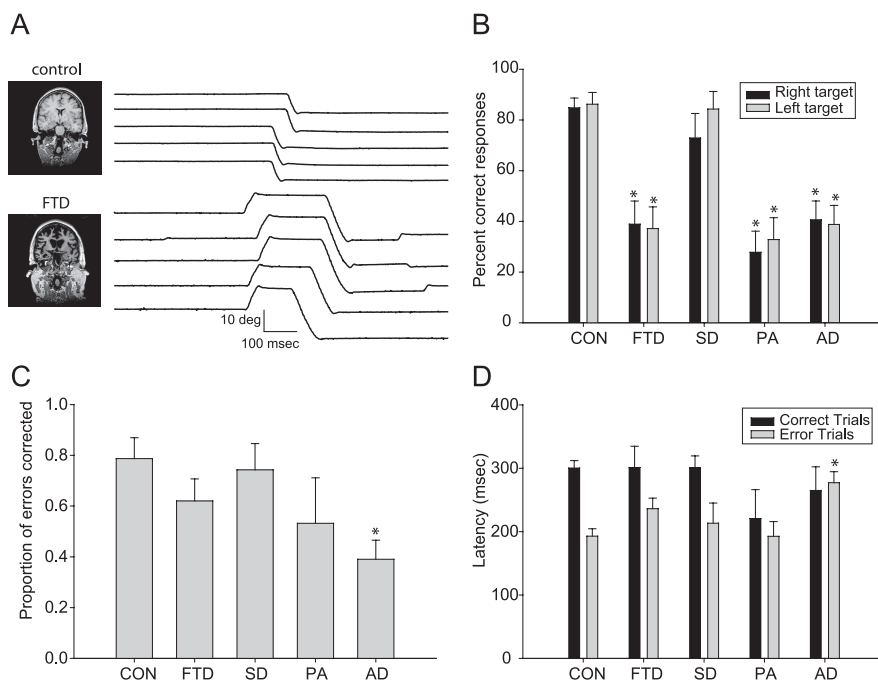 A
control
FTD
10 deg
100 msec
B
Percent correct responses
100
80
60
40
20
0
Right target
Left target
* * * * * *
CON FTD SD PA AD
C
Proportion of errors corrected
1.0
0.8
0.6
0.4
0.2
0.0
*
CON FTD SD PA AD
D
Latency (msec)
400
300
200
100
0
Correct Trials
Error Trials
*
CON FTD SD PA AD